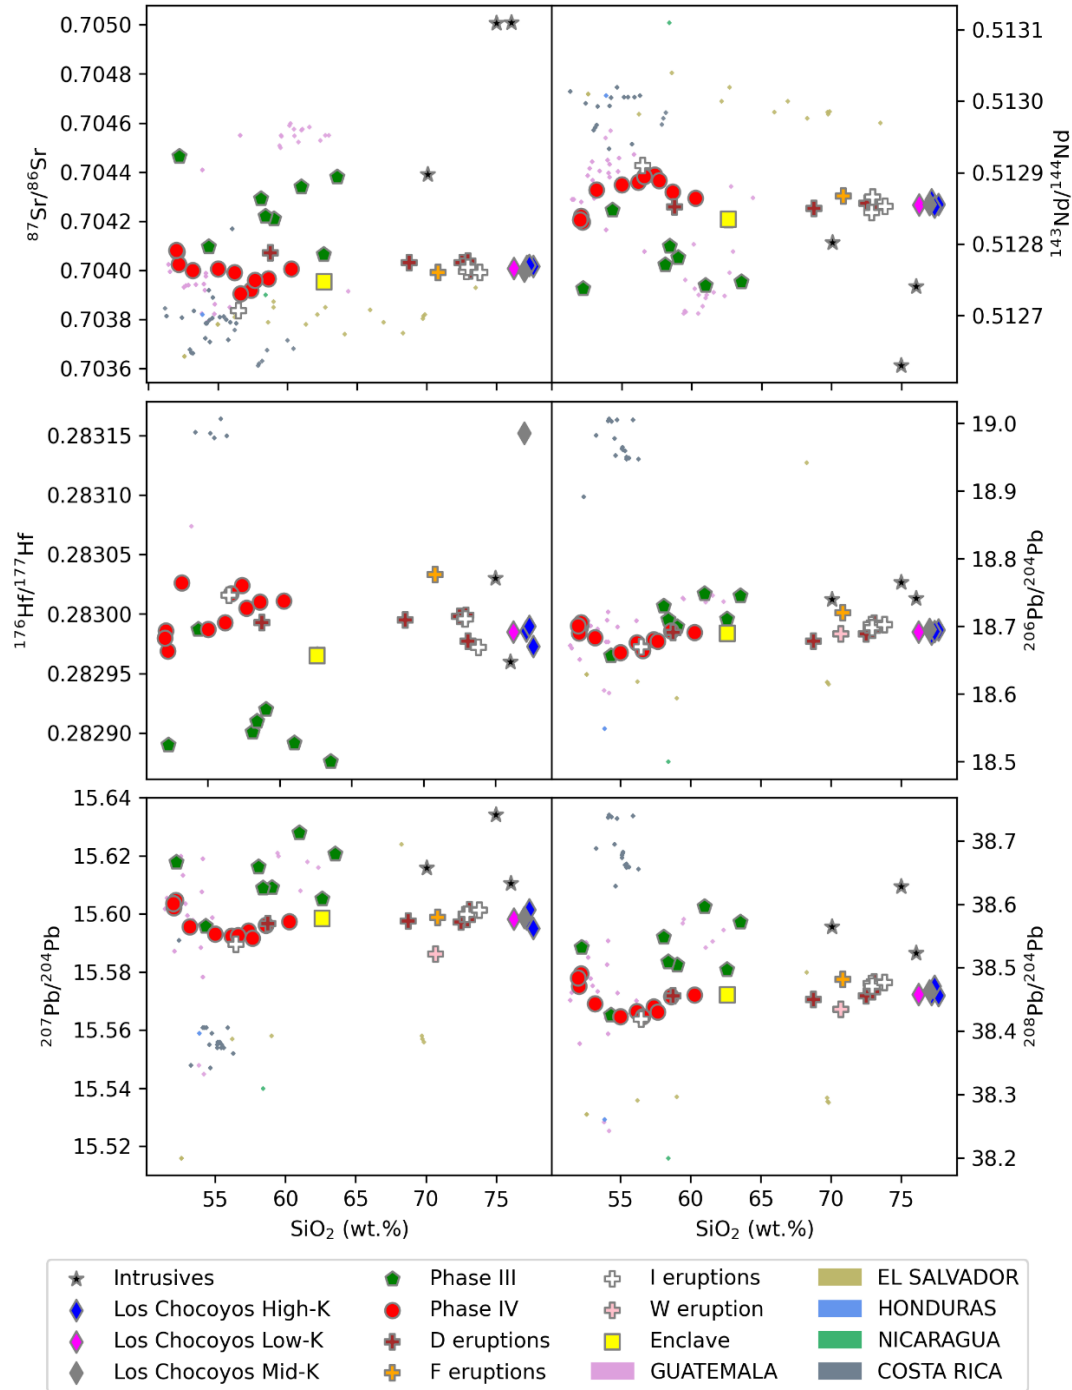 0.7050
0.7048
0.7046
0.7044
0.7042
0.7040
0.7038
0.7036
87Sr/86Sr
0.5131
0.5130
0.5129
0.5128
0.5127
143Nd/144Nd
0.28315
0.28310
0.28305
0.28300
0.28295
0.28290
176Hf/177Hf
19.0
18.9
18.8
18.7
18.6
18.5
206Pb/204Pb
15.64
15.62
15.60
15.58
15.56
15.54
15.52
207Pb/204Pb
38.7
38.6
38.5
38.4
38.3
38.2
208Pb/204Pb
55 60 65 70 75
55 60 65 70 75
SiO2 (wt.%)
SiO2 (wt.%)
Intrusives Phase III I eruptions EL SALVADOR
Los Chocoyos High-K Phase IV W eruption HONDURAS
Los Chocoyos Low-K D eruptions Enclave NICARAGUA
Los Chocoyos Mid-K F eruptions GUATEMALA COSTA RICA